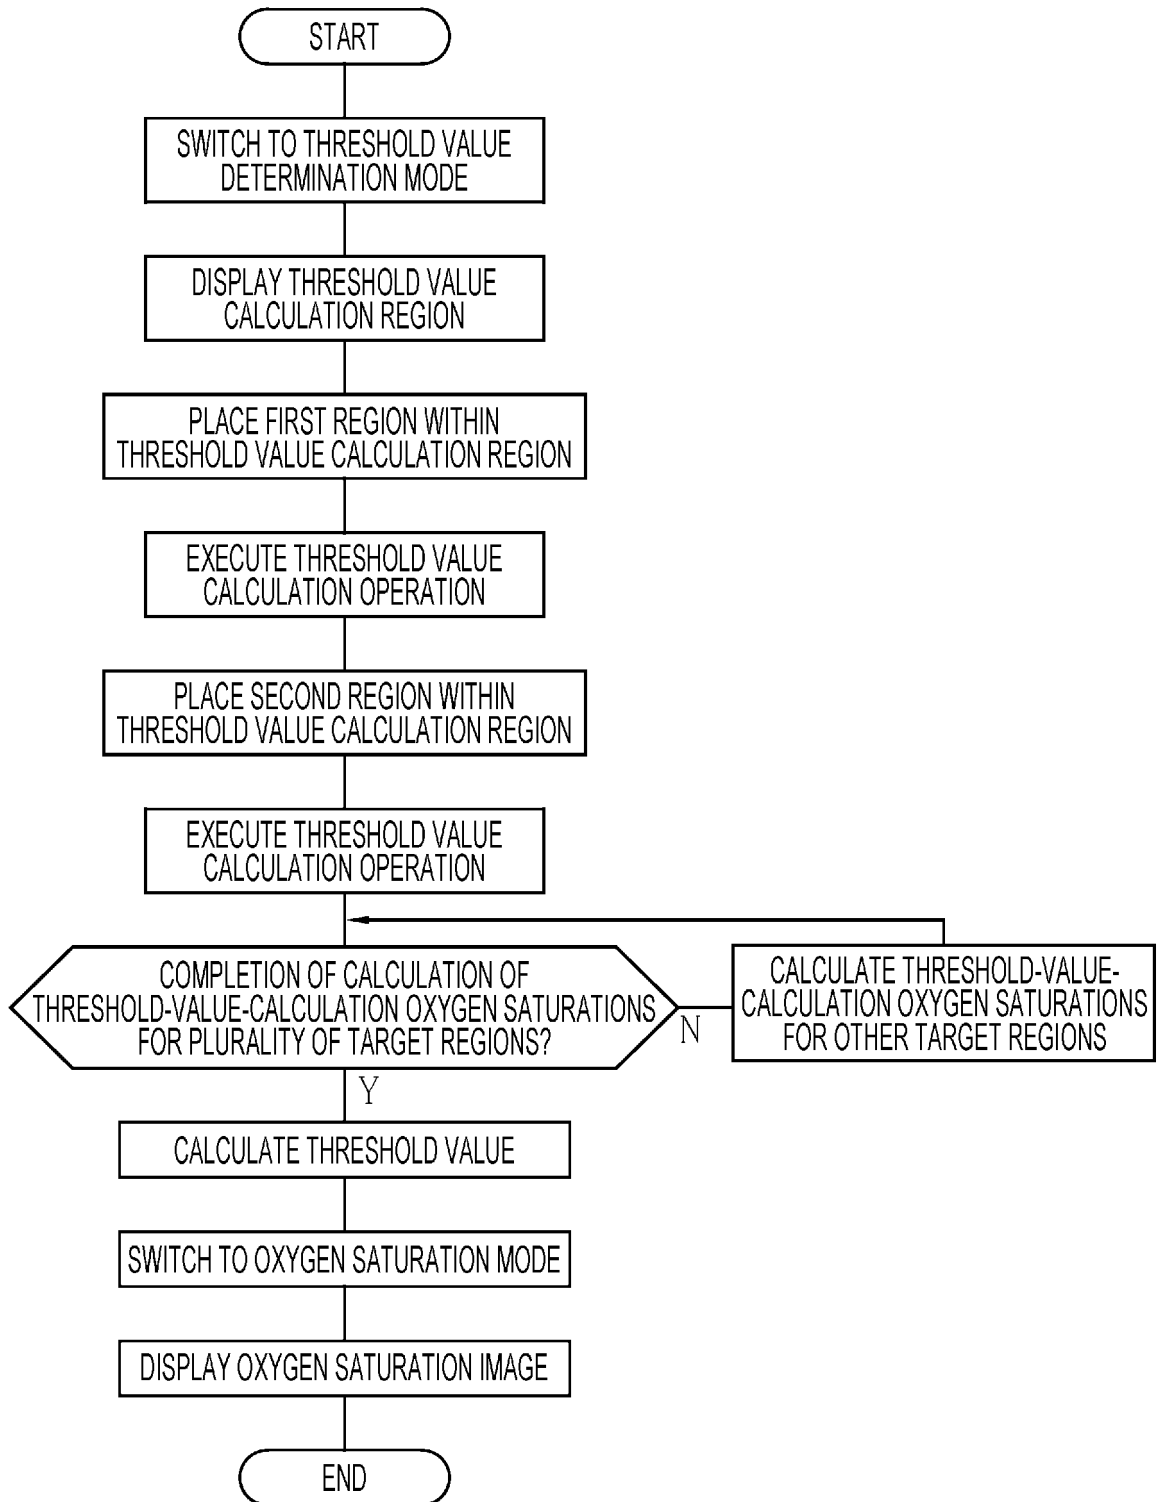 START
SWITCH TO THRESHOLD VALUE
DETERMINATION MODE
DISPLAY THRESHOLD VALUE
CALCULATION REGION
PLACE FIRST REGION WITHIN
THRESHOLD VALUE CALCULATION REGION
EXECUTE THRESHOLD VALUE
CALCULATION OPERATION
PLACE SECOND REGION WITHIN
THRESHOLD VALUE CALCULATION REGION
EXECUTE THRESHOLD VALUE
CALCULATION OPERATION
COMPLETION OF CALCULATION OF
THRESHOLD-VALUE-CALCULATION OXYGEN SATURATIONS
FOR PLURALITY OF TARGET REGIONS?
N
CALCULATE THRESHOLD-VALUE-
CALCULATION OXYGEN SATURATIONS
FOR OTHER TARGET REGIONS
Y
CALCULATE THRESHOLD VALUE
SWITCH TO OXYGEN SATURATION MODE
DISPLAY OXYGEN SATURATION IMAGE
END